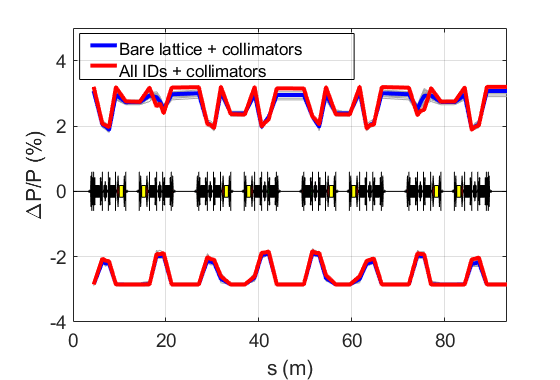 Bare lattice + collimators
All IDs + collimators
4
2
0
-2
-4
ΔP/P (%)
0 20 40 60 80
s (m)